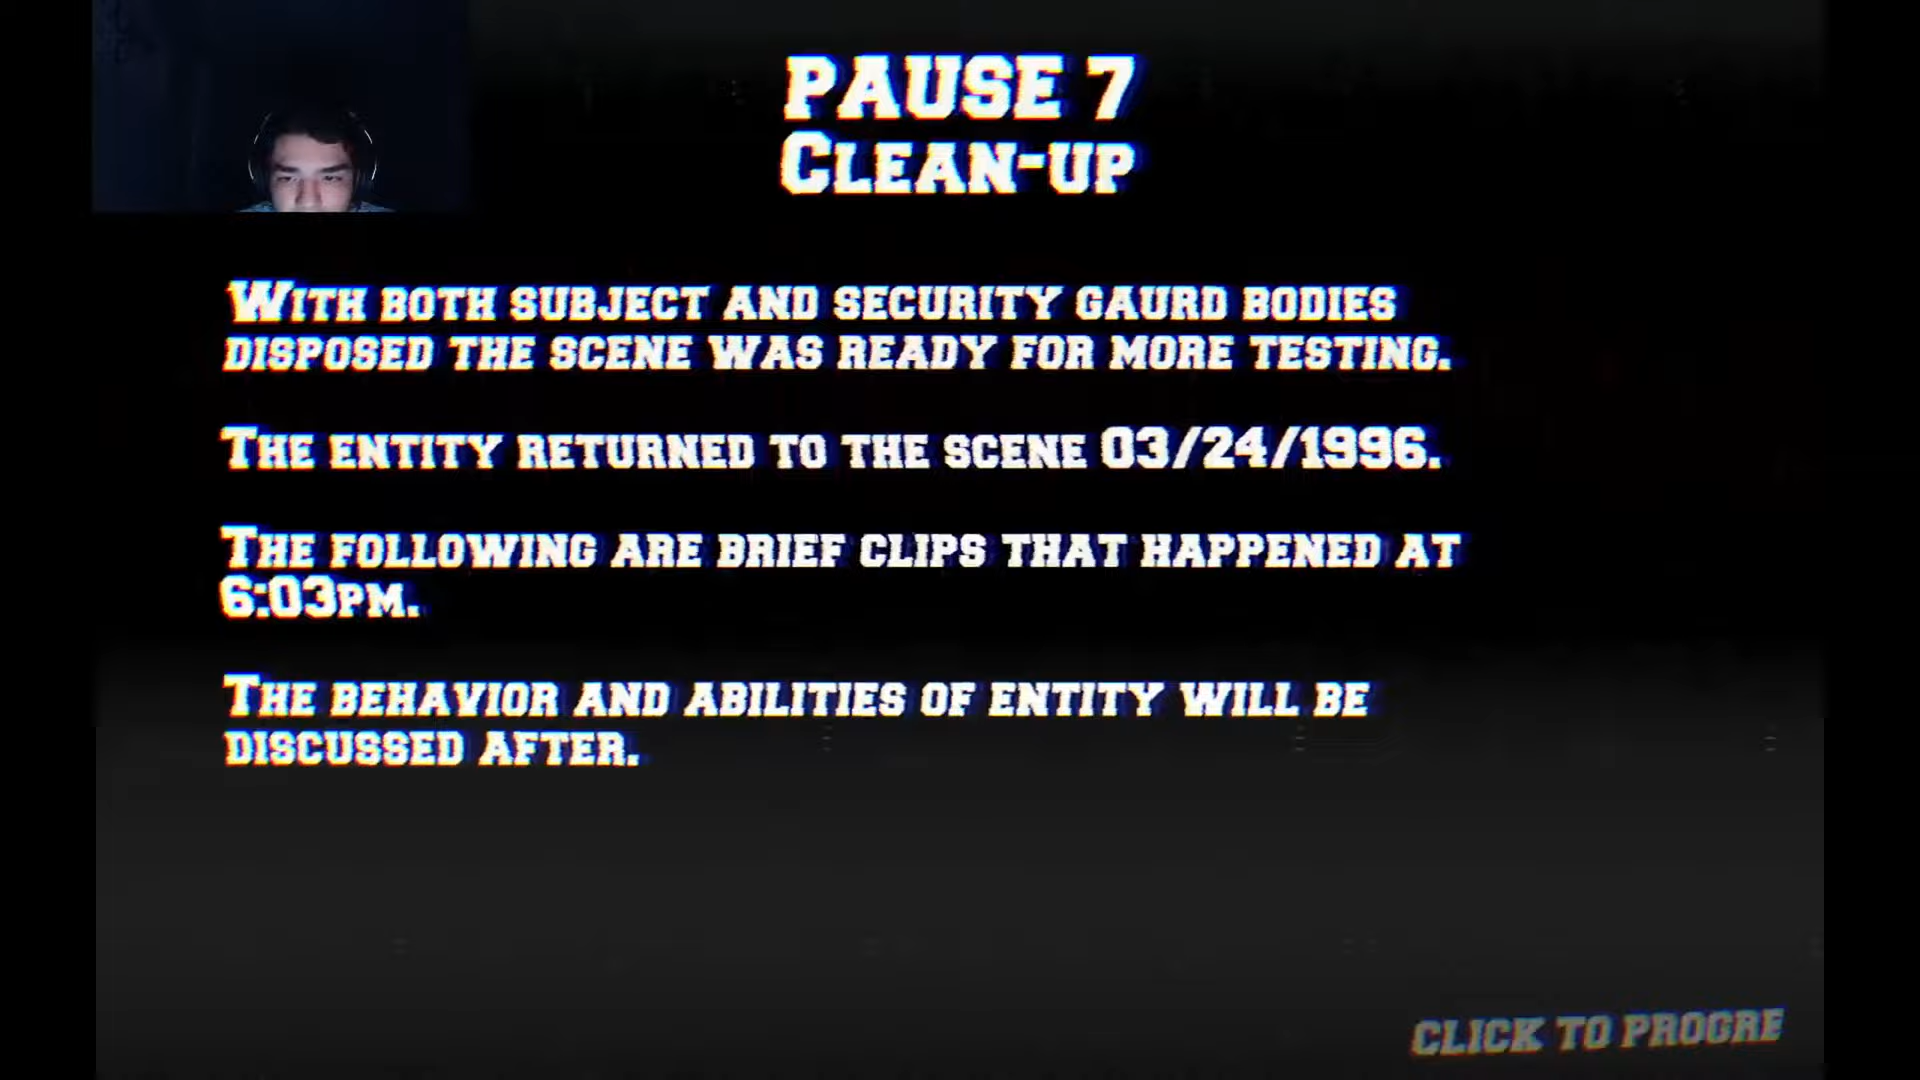 PAUSE 7
CLEAN-UP
WITH BOTH SUBJECT AND SECURITY GAURD BODIES
DISPOSED THE SCENE WAS READY FOR MORE TESTING.
THE ENTITY RETURNED TO THE SCENE 03/24/1996.
THE FOLLOWING ARE BRIEF CLIPS THAT HAPPENED AT
6:03PM.
THE BEHAVIOR AND ABILITIES OF ENTITY WILL BE
DISCUSSED AFTER.
CLICK TO PROGRE